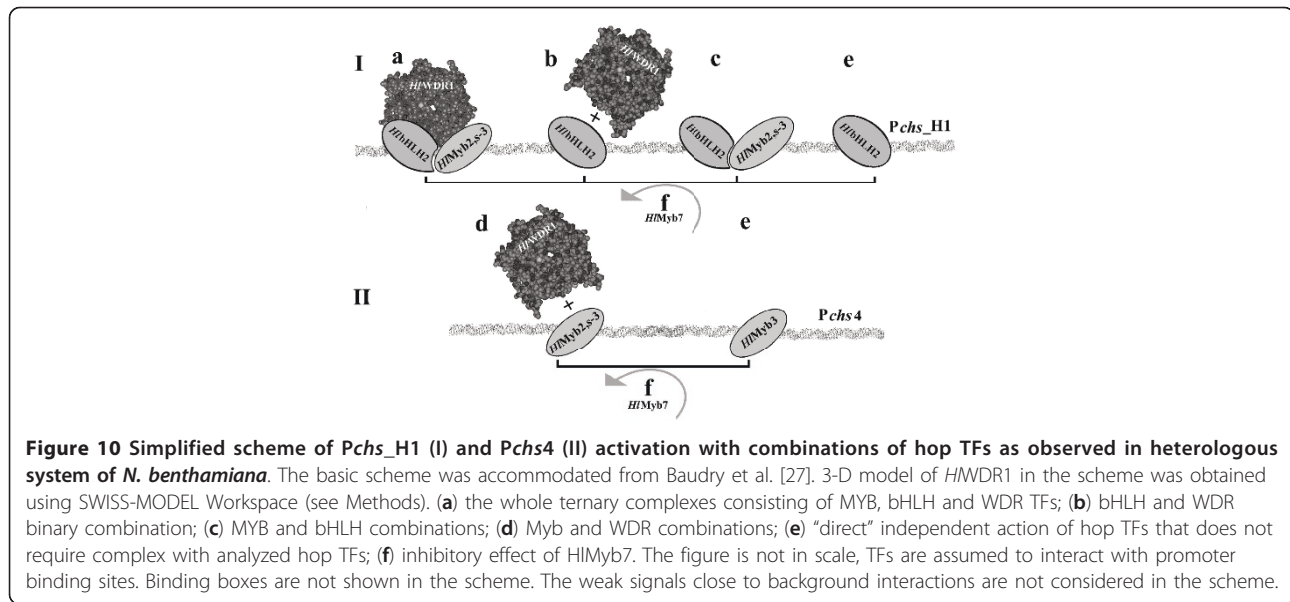 I
a
b
c
e
HlWDR1
HlWDR1
HlbHLH2
HlMyb2,s-3
+
HlbHLH2
HlbHLH2
HlMyb2,s-3
HlbHLH2
Pchs_H1
f
HlMyb7
d
e
HlWDR1
II
+
HlMyb2,s-3
HlMyb3
Pchs4
f
HlMyb7
Figure 10 Simplified scheme of Pchs_H1 (I) and Pchs4 (II) activation with combinations of hop TFs as observed in heterologous
system of N. benthamiana. The basic scheme was accommodated from Baudry et al. [27]. 3-D model of HlWDR1 in the scheme was obtained
using SWISS-MODEL Workspace (see Methods). (a) the whole ternary complexes consisting of MYB, bHLH and WDR TFs; (b) bHLH and WDR
binary combination; (c) MYB and bHLH combinations; (d) Myb and WDR combinations; (e) "direct" independent action of hop TFs that does not
require complex with analyzed hop TFs; (f) inhibitory effect of HlMyb7. The figure is not in scale, TFs are assumed to interact with promoter
binding sites. Binding boxes are not shown in the scheme. The weak signals close to background interactions are not considered in the scheme.